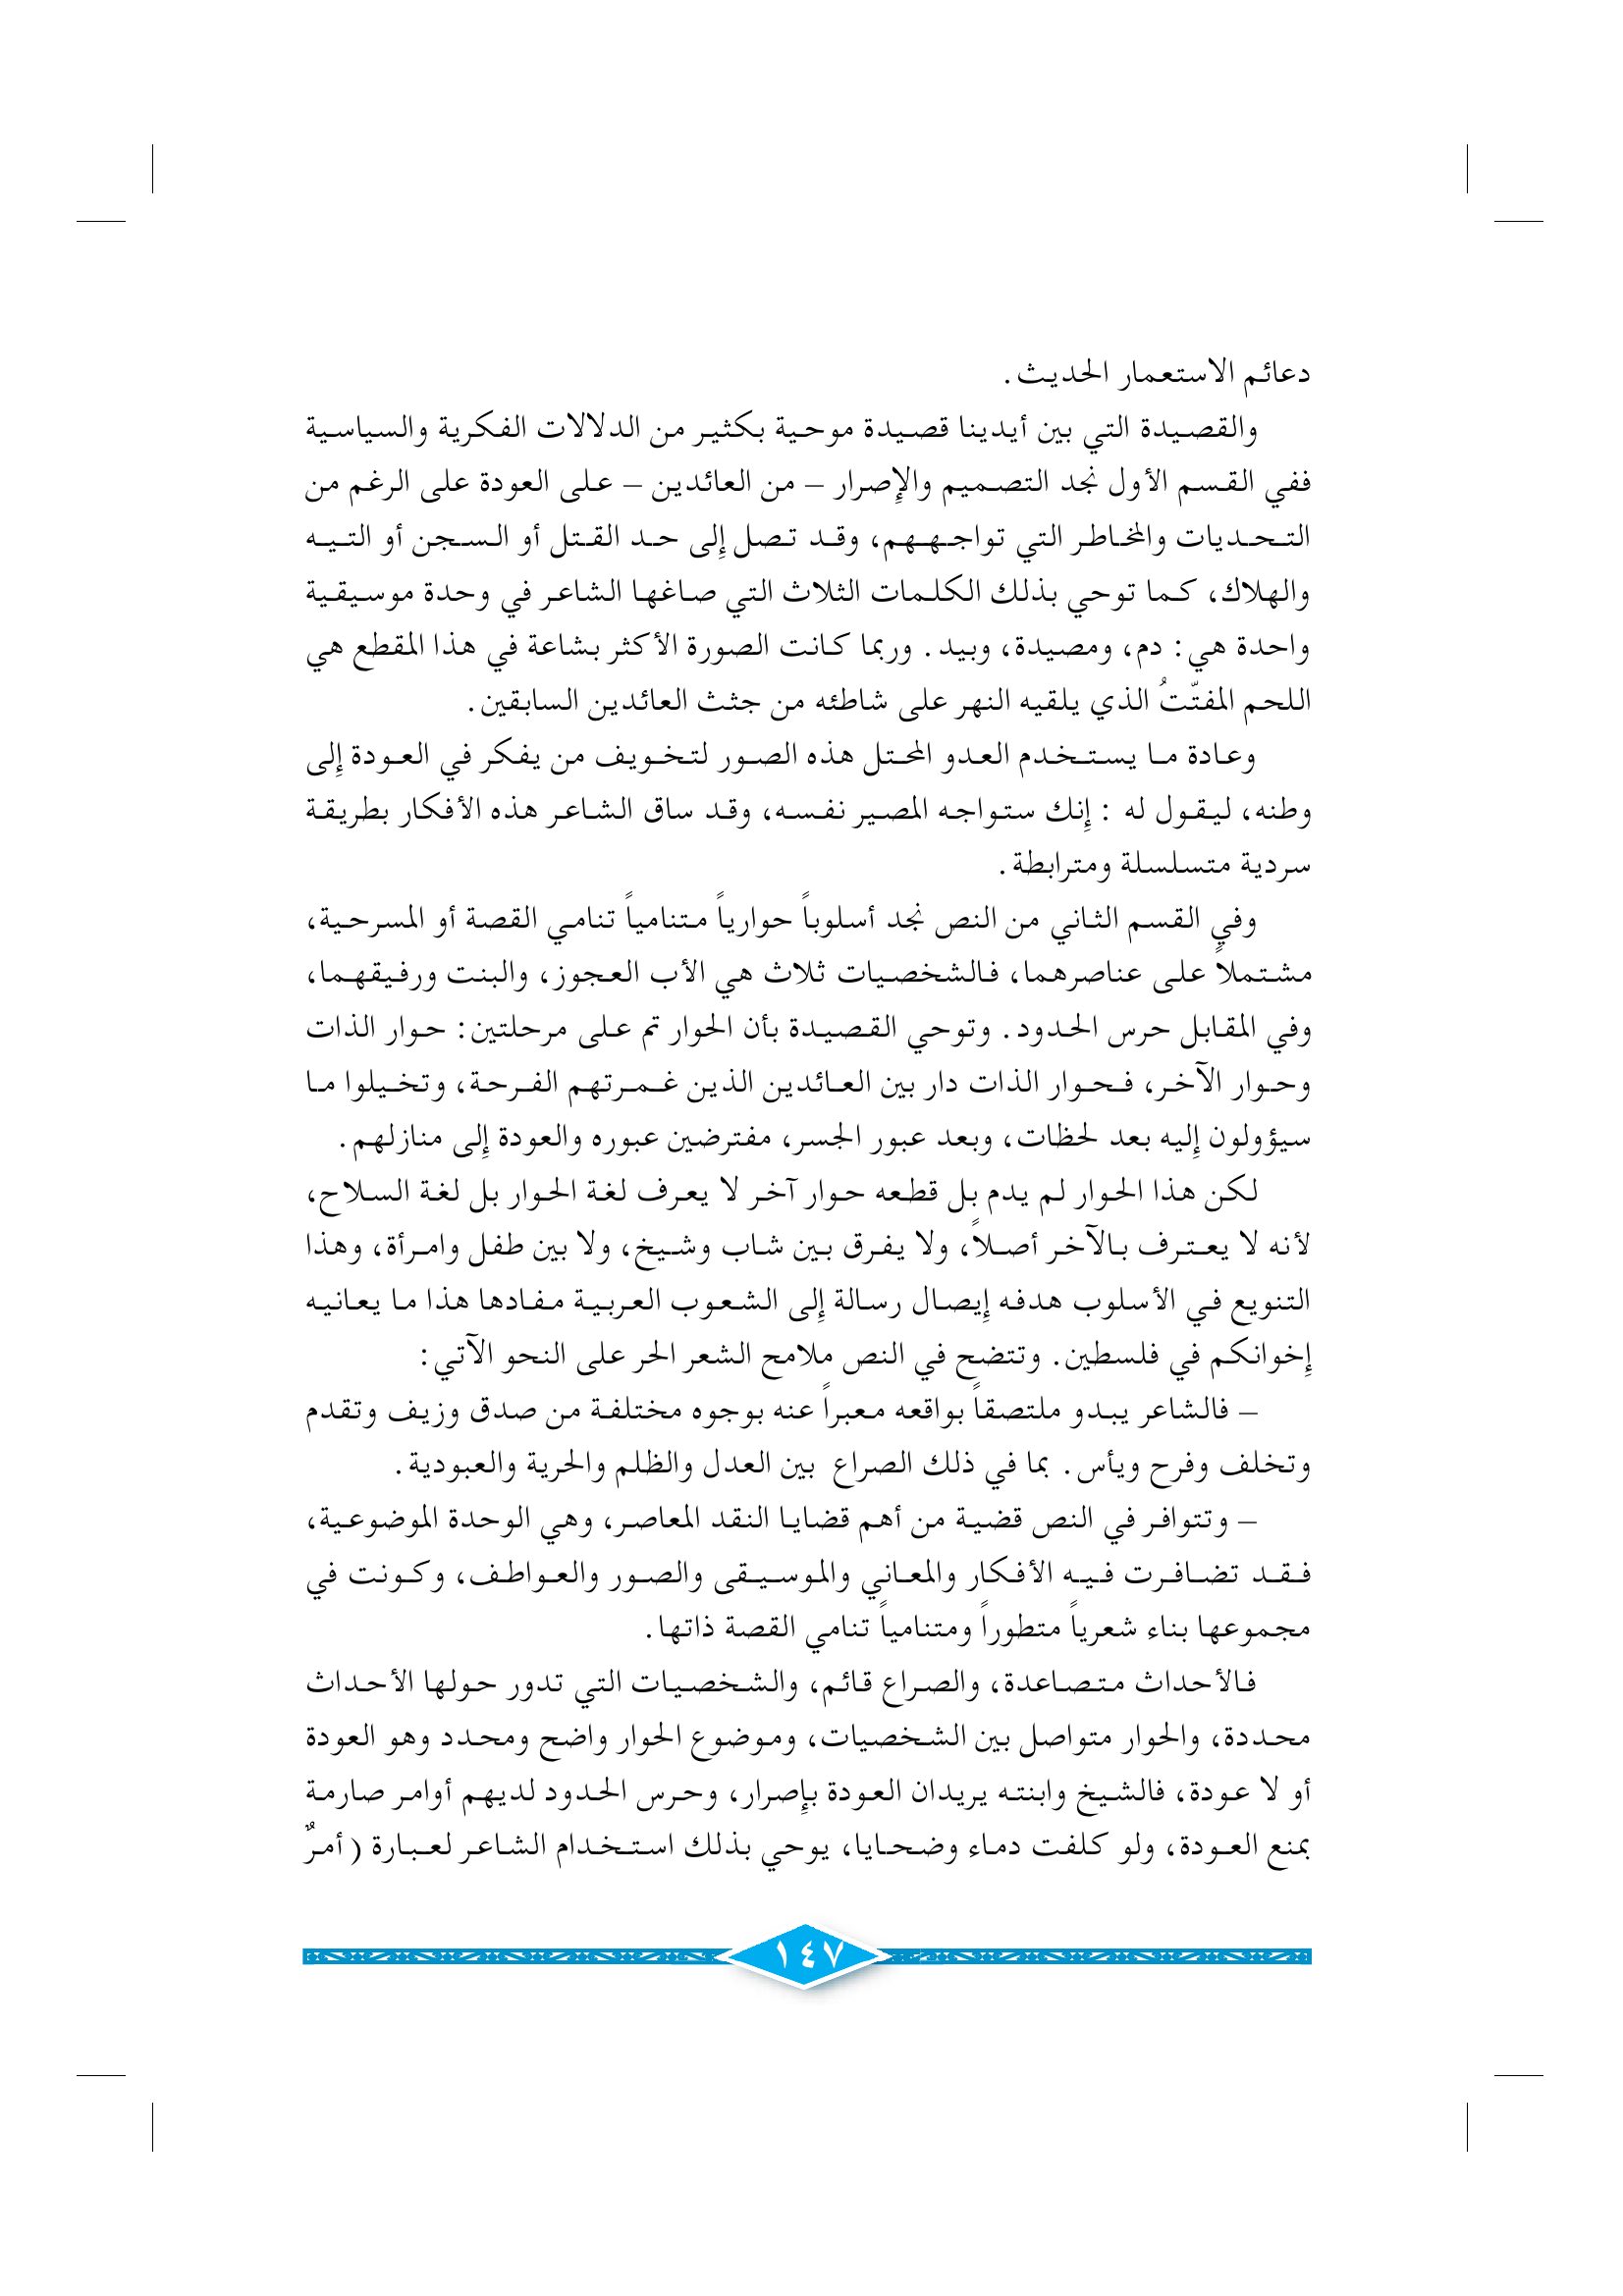 دعائم الاستعمار الحديث.
والقصيدة التي بين أيدينا قصيدة موحية بكثير من الدلالات الفكرية والسياسية
ففي القسم الأول نجد التصميم والإصرار – من العائدين – على العودة على الرغم من
التحديات والمخاطر التي تواجههم، وقد تصل إلى حد القتل أو السجن أو التيه
والهلاك، كما توحي بذلك الكلمات الثلاث التي صاغها الشاعر في وحدة موسيقية
واحدة هي: دم، ومصيدة، وبيد. وربما كانت الصورة الأكثر بشاعة في هذا المقطع هي
اللحم المفتّتُ الذي يلقيه النهر على شاطئه من جثث العائدين السابقين.
وعادة ما يستخدم العدو المحتل هذه الصور لتخويف من يفكر في العودة إلى
وطنه، ليقول له : إنك ستواجه المصير نفسه، وقد ساق الشاعر هذه الأفكار بطريقة
سردية متسلسلة ومترابطة.
وفي القسم الثاني من النص نجد أسلوباً حوارياً متنامياً تنامي القصة أو المسرحية،
مشتملاً على عناصرهما، فالشخصيات ثلاث هي الأب العجوز، والبنت ورفيقهما،
وفي المقابل حرس الحدود. وتوحي القصيدة بأن الحوار تم على مرحلتين: حوار الذات
وحوار الآخر، فحوار الذات دار بين العائدين الذين غمرتهم الفرحة، وتخيلوا ما
سيؤولون إليه بعد لحظات، وبعد عبور الجسر، مفترضين عبوره والعودة إلى منازلهم.
لكن هذا الحوار لم يدم بل قطعه حوار آخر لا يعرف لغة الحوار بل لغة السلاح،
لأنه لا يعترف بالآخر أصلاً، ولا يفرق بين شاب وشيخ، ولا بين طفل وامرأة، وهذا
التنويع في الأسلوب هدفه إيصال رسالة إلى الشعوب العربية مفادها هذا ما يعانيه
إخوانكم في فلسطين. وتتضح في النص ملامح الشعر الحر على النحو الآتي:
– فالشاعر يبدو ملتصقاً بواقعه معبراً عنه بوجوه مختلفة من صدق وزيف وتقدم
وتخلف وفرح ويأس. بما في ذلك الصراع بين العدل والظلم والحرية والعبودية.
– وتتوافر في النص قضية من أهم قضايا النقد المعاصر، وهي الوحدة الموضوعية،
فقد تضافرت فيه الأفكار والمعاني والموسيقى والصور والعواطف، وكونت في
مجموعها بناء شعرياً متطوراً ومتنامياً تنامي القصة ذاتها.
فالأحداث متصاعدة، والصراع قائم، والشخصيات التي تدور حولها الأحداث
محددة، والحوار متواصل بين الشخصيات، وموضوع الحوار واضح ومحدد وهو العودة
أو لا عودة، فالشيخ وابنته يريدان العودة بإصرار، وحرس الحدود لديهم أوامر صارمة
بمنع العودة، ولو كلفت دماء وضحايا، يوحي بذلك استخدام الشاعر لعبارة ( أمرٌ
١٤٧